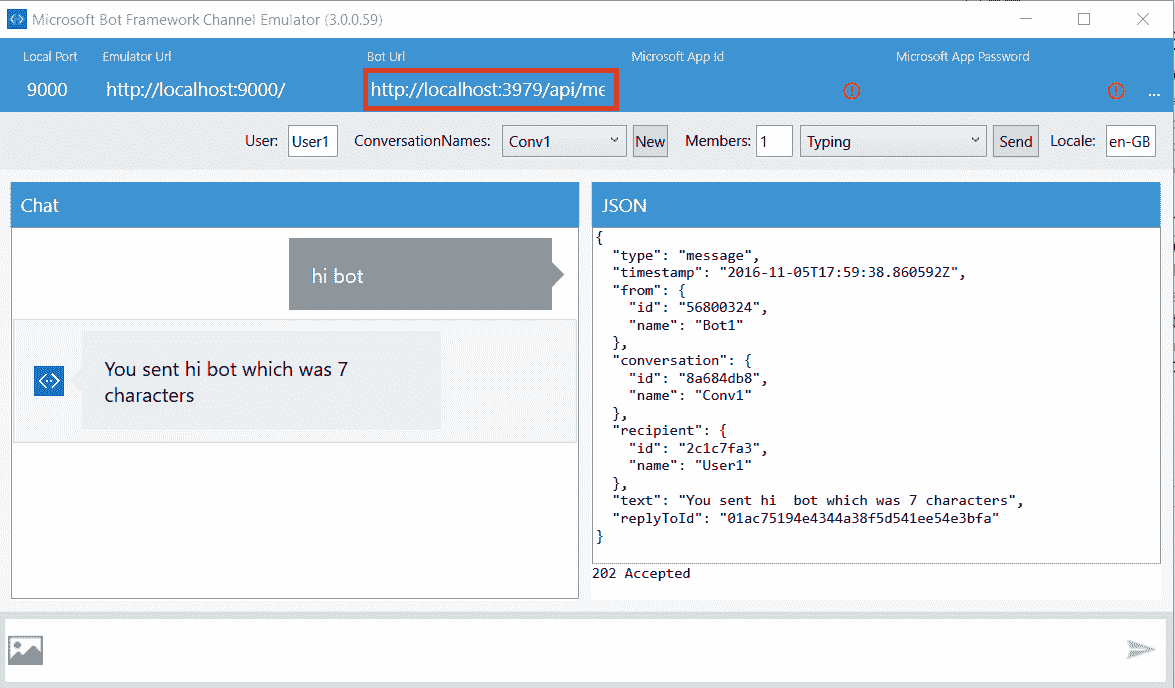 Microsoft Bot Framework Channel Emulator (3.0.0.59)
Local Port Emulator Url Bot Url Microsoft App Id Microsoft App Password
9000 http://localhost:9000/ http://localhost:3979/api/me ...
User: User1 ConversationNames: Conv1 New Members: 1 Typing Send Locale: en-GB
Chat
hi bot
You sent hi bot which was 7
characters
JSON
{
  "type": "message",
  "timestamp": "2016-11-05T17:59:38.860592Z",
  "from": {
    "id": "56800324",
    "name": "Bot1"
  },
  "conversation": {
    "id": "8a684db8",
    "name": "Conv1"
  },
  "recipient": {
    "id": "2c1c7fa3",
    "name": "User1"
  },
  "text": "You sent hi  bot which was 7 characters",
  "replyToId": "01ac75194e4344a38f5d541ee54e3bfa"
}
202 Accepted